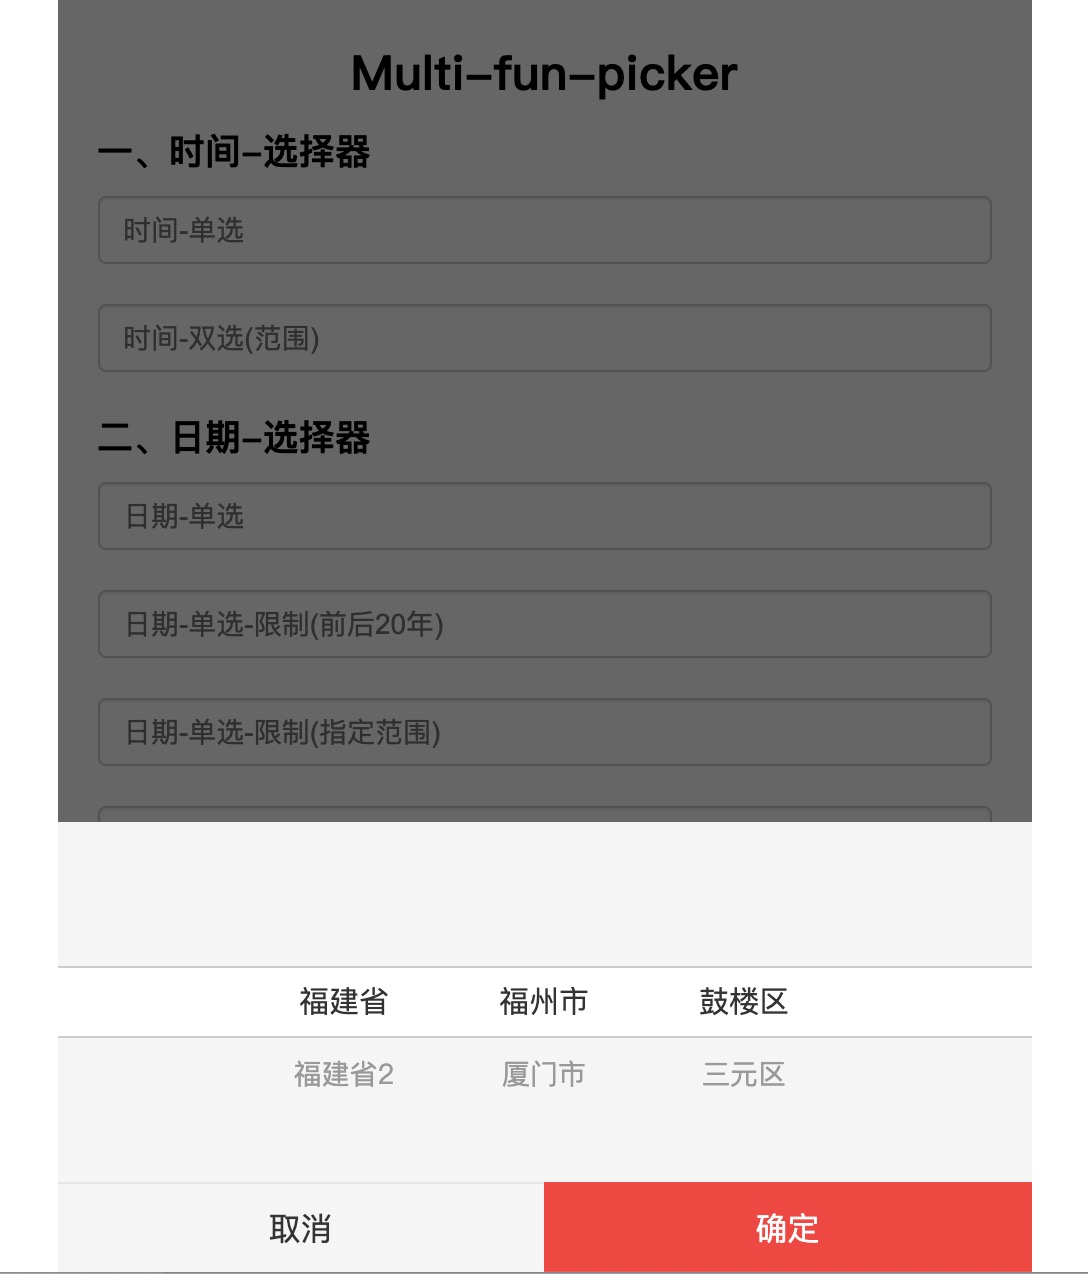 Multi-fun-picker
一、时间-选择器
时间-单选
时间-双选(范围)
二、日期-选择器
日期-单选
日期-单选-限制(前后20年)
日期-单选-限制(指定范围)
福建省 福州市 鼓楼区
福建省2 厦门市 三元区
取消 确定